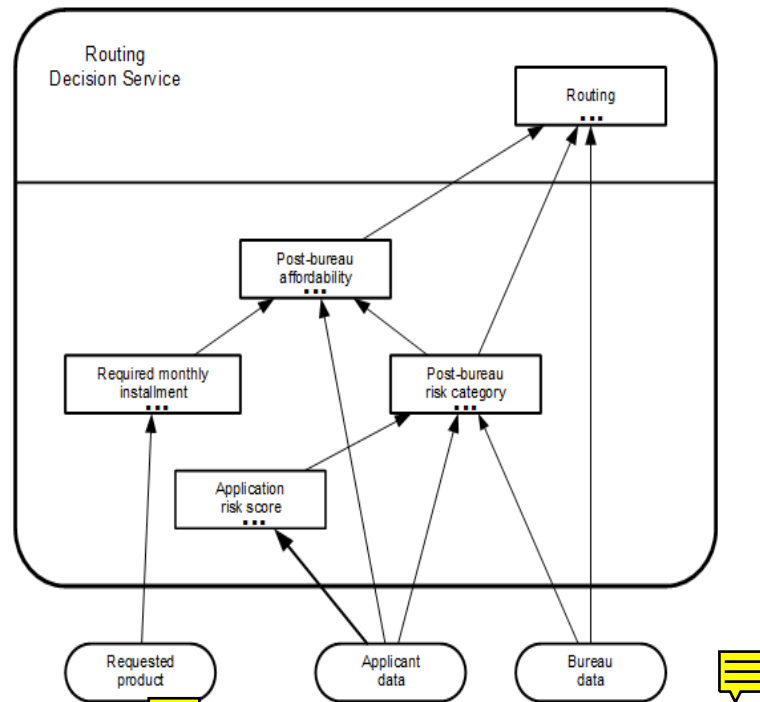 Routing
Decision Service
Routing
...
Post-bureau
affordability
...
Required monthly
installment
...
Post-bureau
risk category
...
Application
risk score
...
Requested
product
Applicant
data
Bureau
data